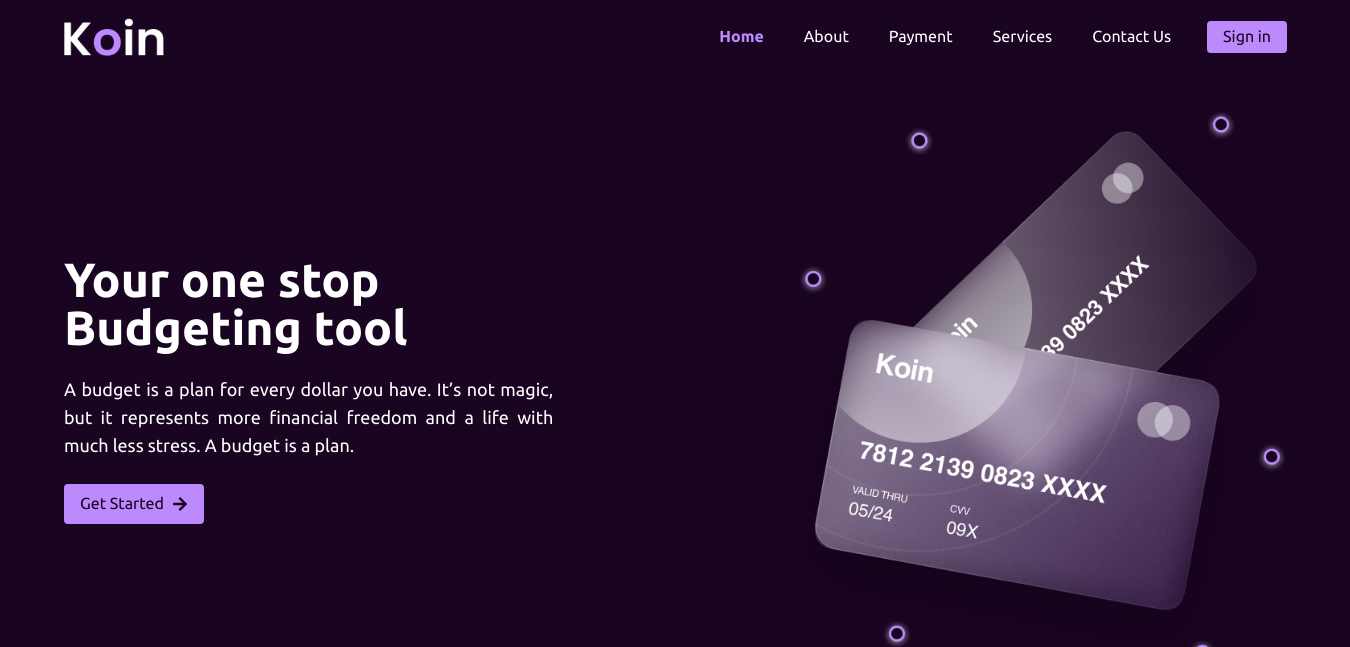 Koin
Home
About
Payment
Services
Contact Us
Sign in
Your one stop
Budgeting tool
A budget is a plan for every dollar you have. It’s not magic,
but it represents more financial freedom and a life with
much less stress. A budget is a plan.
Get Started
oin
39 0823 XXXX
Koin
7812 2139 0823 XXXX
VALID THRU
05/24
CVV
09X